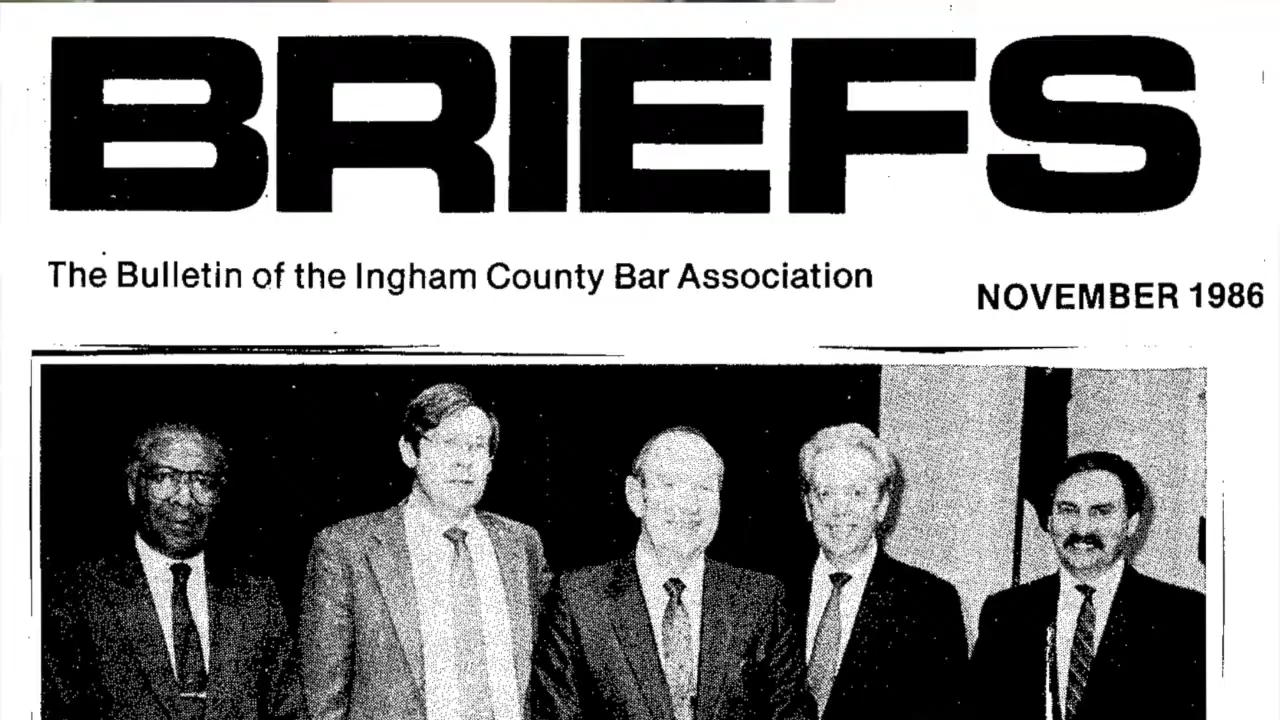 BRIEFS
The Bulletin of the Ingham County Bar Association
NOVEMBER 1986